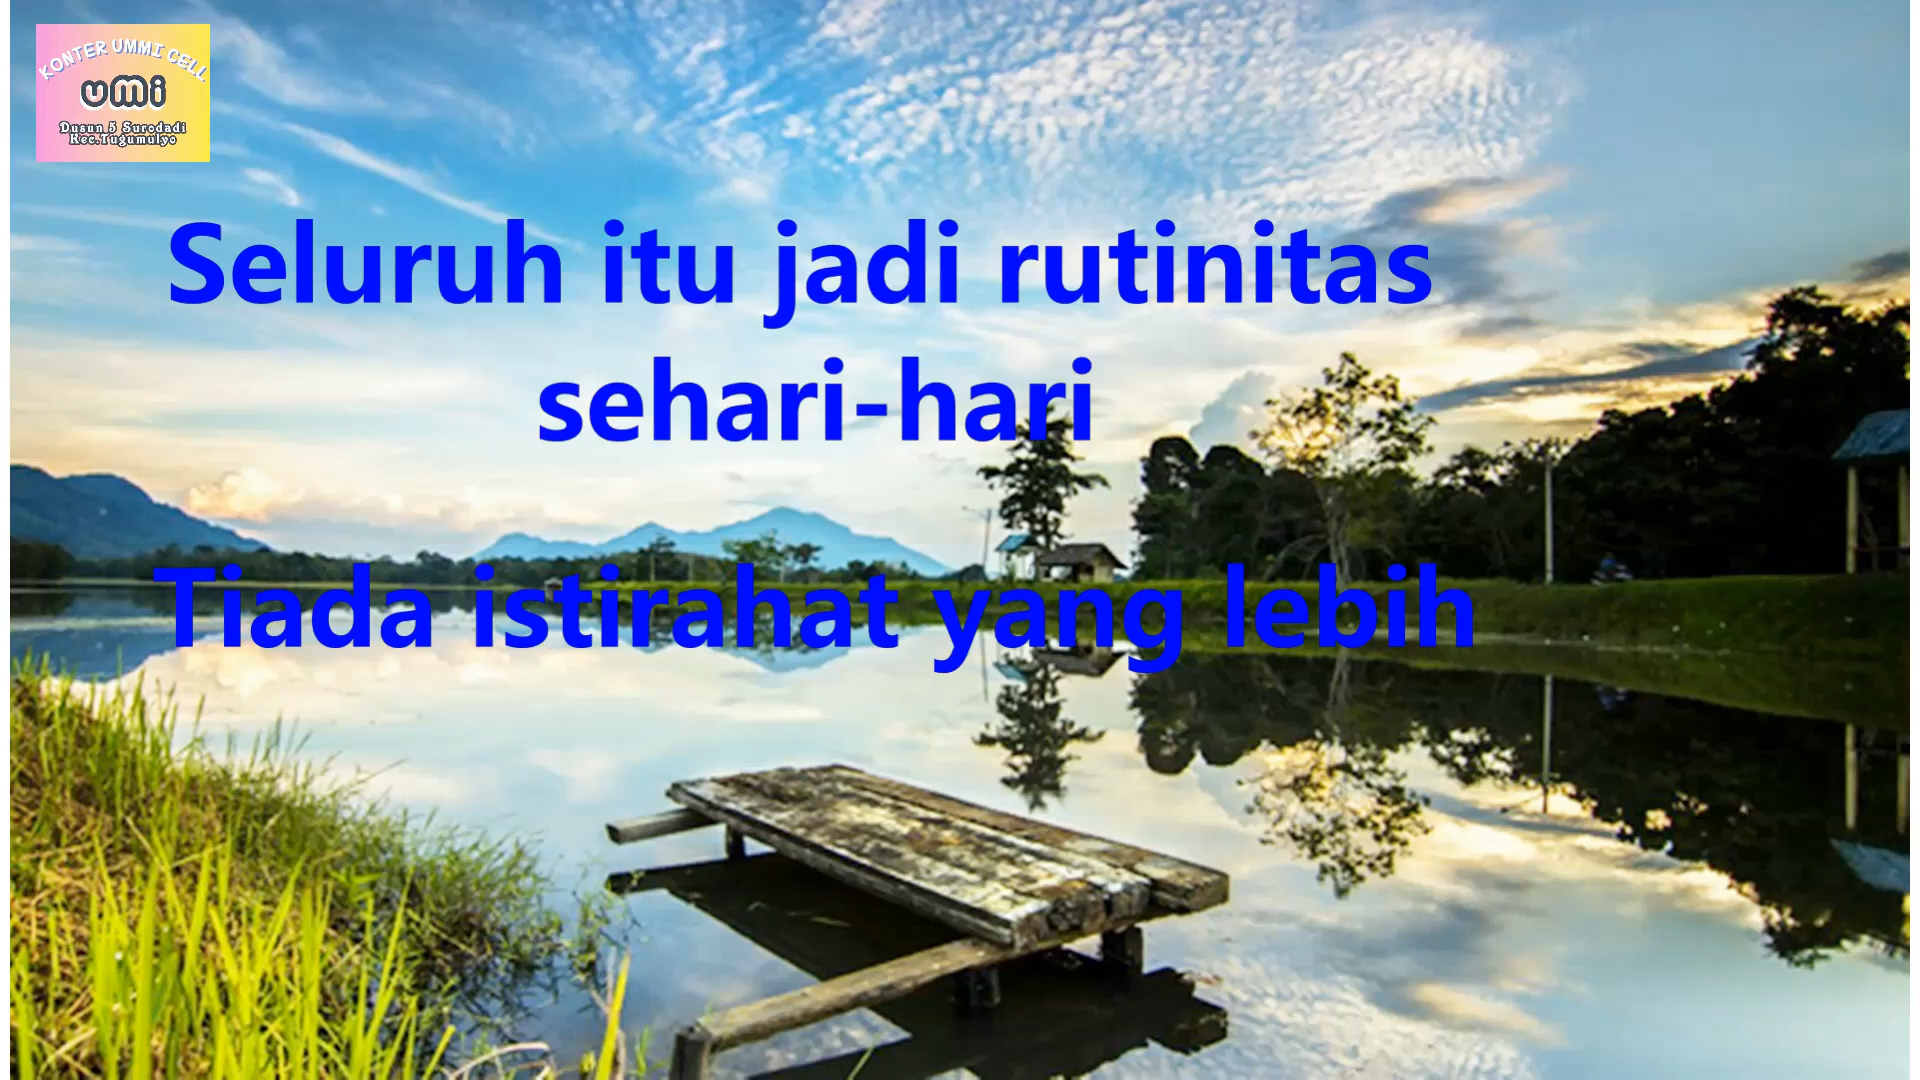 KONTER UMMI CELL
UMI
Dusun 5 Surodadi
Kec.Tugumulyo
Seluruh itu jadi rutinitas
sehari-hari
Tiada istirahat yang lebih